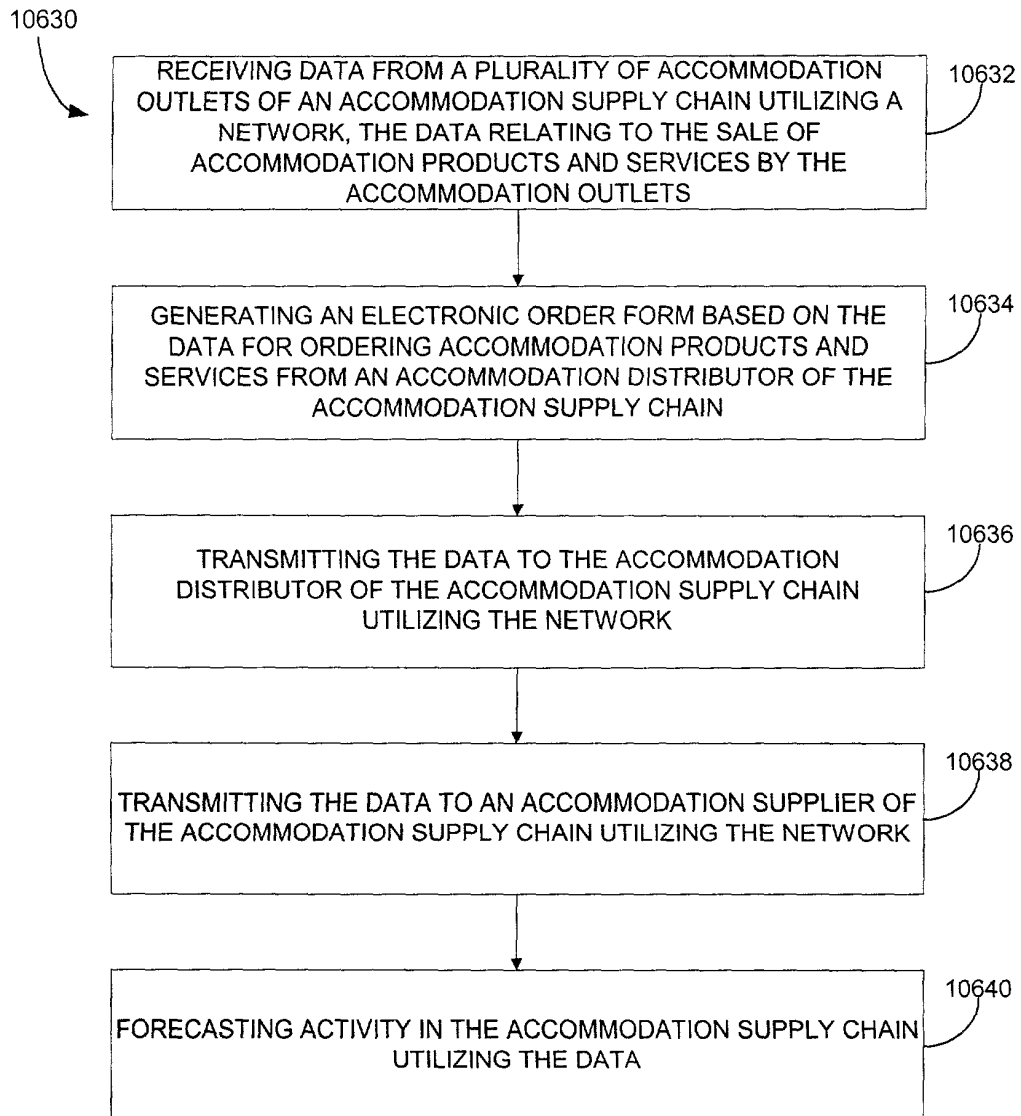 10630
RECEIVING DATA FROM A PLURALITY OF ACCOMMODATION
OUTLETS OF AN ACCOMMODATION SUPPLY CHAIN UTILIZING A
NETWORK, THE DATA RELATING TO THE SALE OF
ACCOMMODATION PRODUCTS AND SERVICES BY THE
ACCOMMODATION OUTLETS
10632
GENERATING AN ELECTRONIC ORDER FORM BASED ON THE
DATA FOR ORDERING ACCOMMODATION PRODUCTS AND
SERVICES FROM AN ACCOMMODATION DISTRIBUTOR OF THE
ACCOMMODATION SUPPLY CHAIN
10634
TRANSMITTING THE DATA TO THE ACCOMMODATION
DISTRIBUTOR OF THE ACCOMMODATION SUPPLY CHAIN
UTILIZING THE NETWORK
10636
TRANSMITTING THE DATA TO AN ACCOMMODATION SUPPLIER OF
THE ACCOMMODATION SUPPLY CHAIN UTILIZING THE NETWORK
10638
FORECASTING ACTIVITY IN THE ACCOMMODATION SUPPLY CHAIN
UTILIZING THE DATA
10640